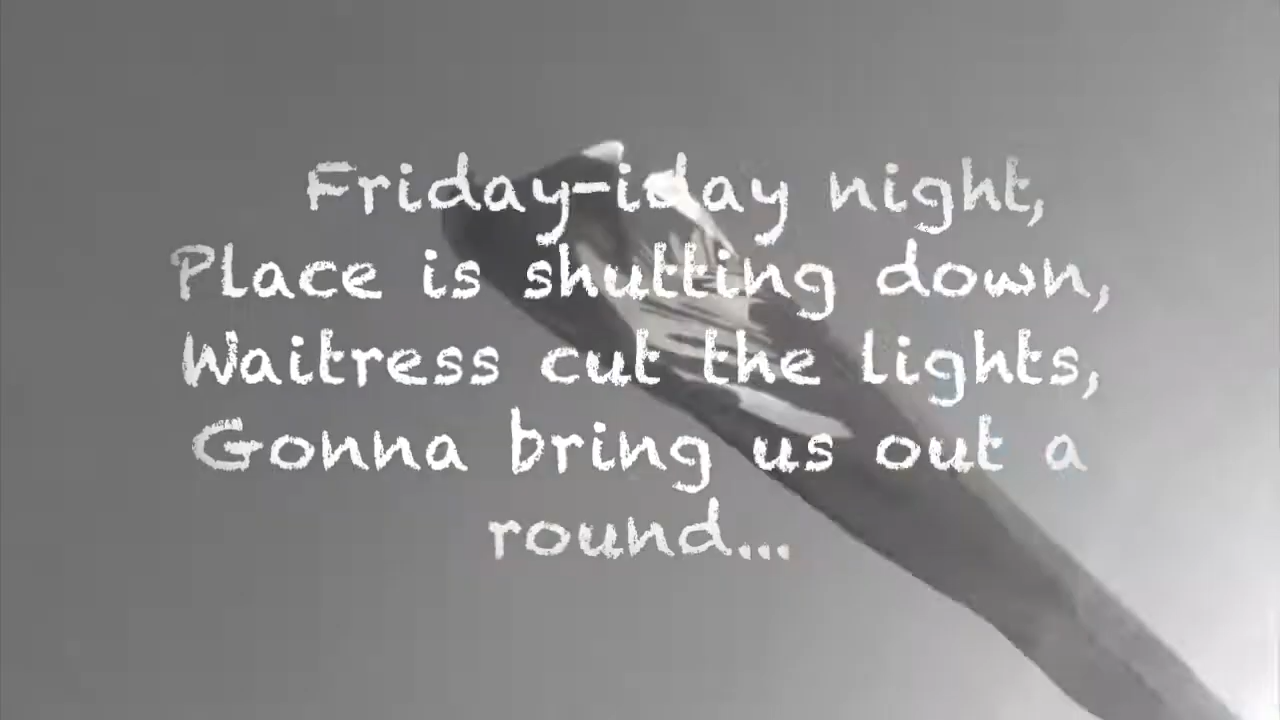 Friday-iday night,
Place is shutting down,
Waitress cut the lights,
Gonna bring us out a
round...